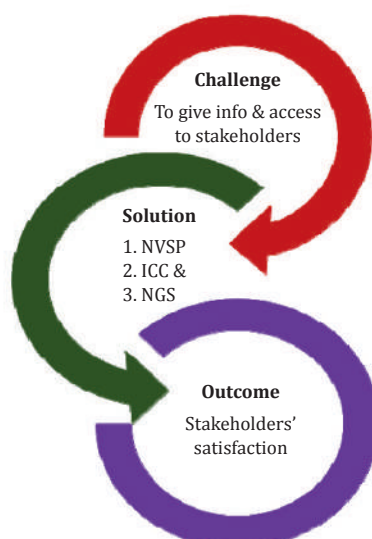 Challenge
To give info & access
to stakeholders
Solution
1. NVSP
2. ICC &
3. NGS
Outcome
Stakeholders’
satisfaction